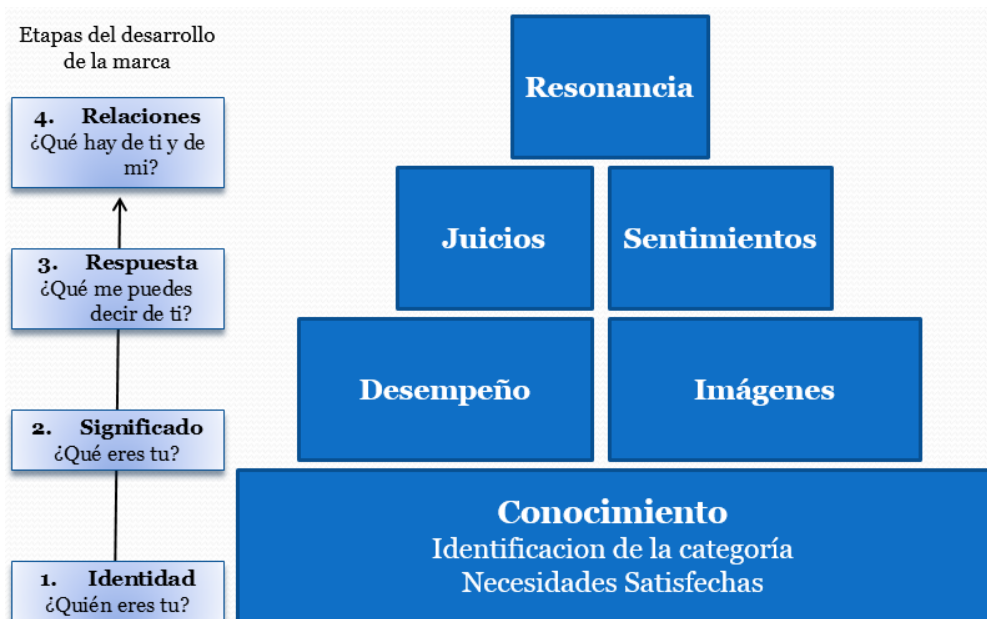 Etapas del desarrollo
de la marca
4. Relaciones
¿Qué hay de ti y de
mi?
3. Respuesta
¿Qué me puedes
decir de ti?
2. Significado
¿Qué eres tu?
1. Identidad
¿Quién eres tu?
Resonancia
Juicios
Sentimientos
Desempeño
Imágenes
Conocimiento
Identificacion de la categoría
Necesidades Satisfechas